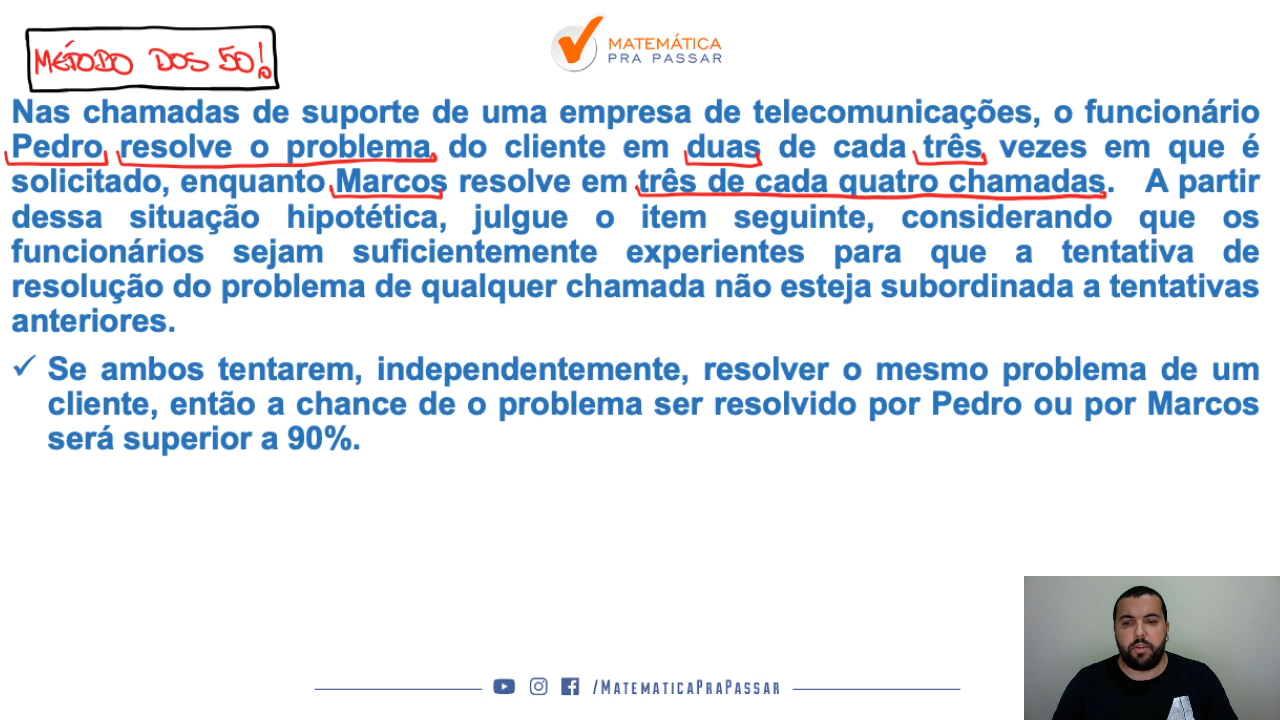 MÉTODO DOS 50!
MATEMÁTICA
PRA PASSAR
Nas chamadas de suporte de uma empresa de telecomunicações, o funcionário
Pedro resolve o problema do cliente em duas de cada três vezes em que é
solicitado, enquanto Marcos resolve em três de cada quatro chamadas. A partir
dessa situação hipotética, julgue o item seguinte, considerando que os
funcionários sejam suficientemente experientes para que a tentativa de
resolução do problema de qualquer chamada não esteja subordinada a tentativas
anteriores.
✓ Se ambos tentarem, independentemente, resolver o mesmo problema de um
cliente, então a chance de o problema ser resolvido por Pedro ou por Marcos
será superior a 90%.
/MATEMATICAPRAPASSAR